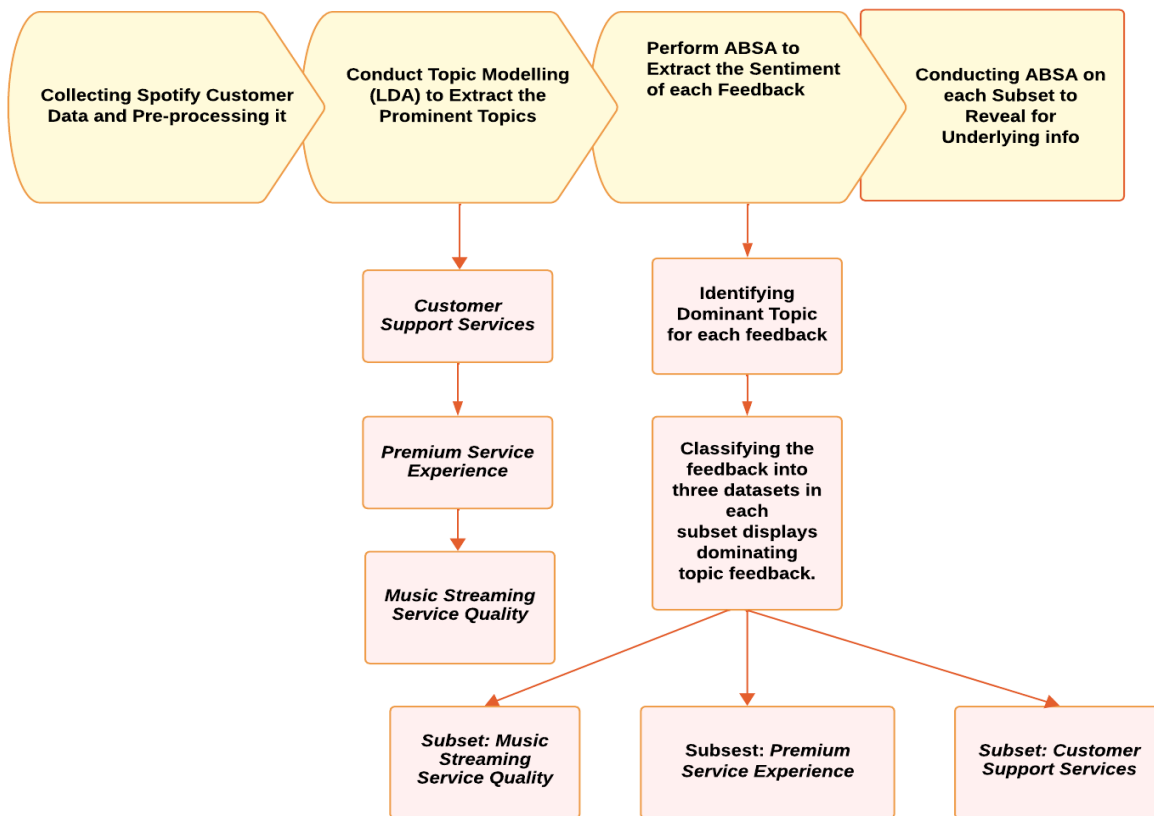 Collecting Spotify Customer
Data and Pre-processing it
Conduct Topic Modelling
(LDA) to Extract the
Prominent Topics
Perform ABSA to
Extract the Sentiment
of each Feedback
Conducting ABSA on
each Subset to
Reveal for
Underlying info
Customer
Support Services
Premium Service
Experience
Music Streaming
Service Quality
Identifying
Dominant Topic
for each feedback
Classifying the
feedback into
three datasets in
each
subset displays
dominating
topic feedback.
Subset: Music
Streaming
Service Quality
Subsest: Premium
Service Experience
Subset: Customer
Support Services